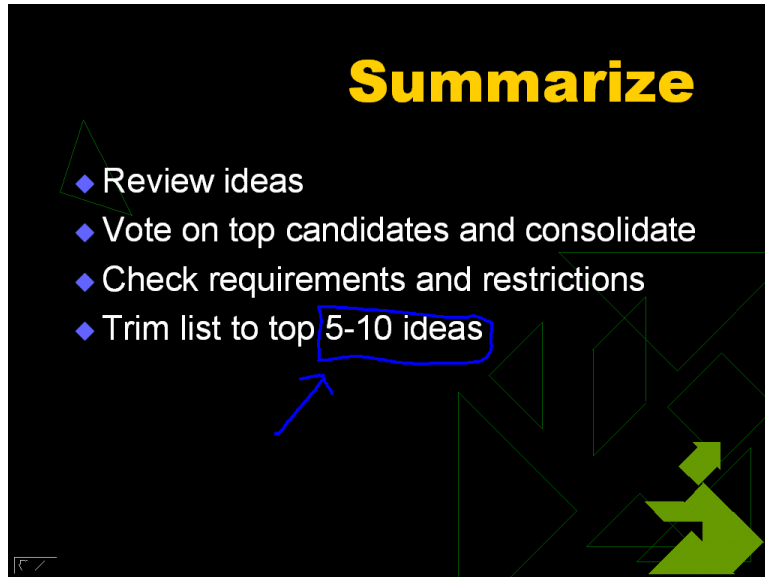 Summarize
Review ideas
Vote on top candidates and consolidate
Check requirements and restrictions
Trim list to top 5-10 ideas